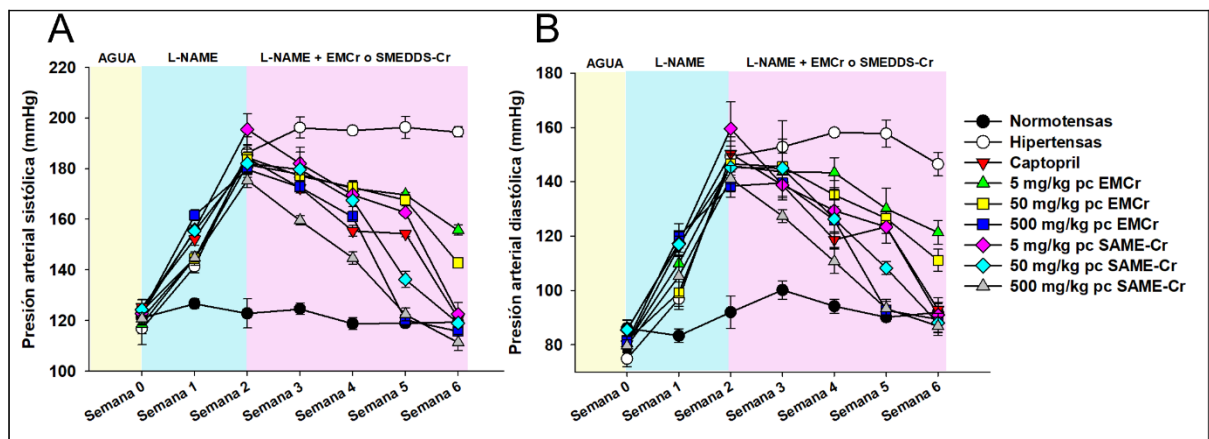 A
AGUA L-NAME L-NAME + EMCr o SMEDDS-Cr
Presión arterial sistólica (mmHg)
220
200
180
160
140
120
100
Semana 0
Semana 1
Semana 2
Semana 3
Semana 4
Semana 5
Semana 6
B
AGUA L-NAME L-NAME + EMCr o SMEDDS-Cr
Presión arterial diastólica (mmHg)
180
160
140
120
100
80
Semana 0
Semana 1
Semana 2
Semana 3
Semana 4
Semana 5
Semana 6
Normotensas
Hipertensas
Captopril
5 mg/kg pc EMCr
50 mg/kg pc EMCr
500 mg/kg pc EMCr
5 mg/kg pc SAME-Cr
50 mg/kg pc SAME-Cr
500 mg/kg pc SAME-Cr